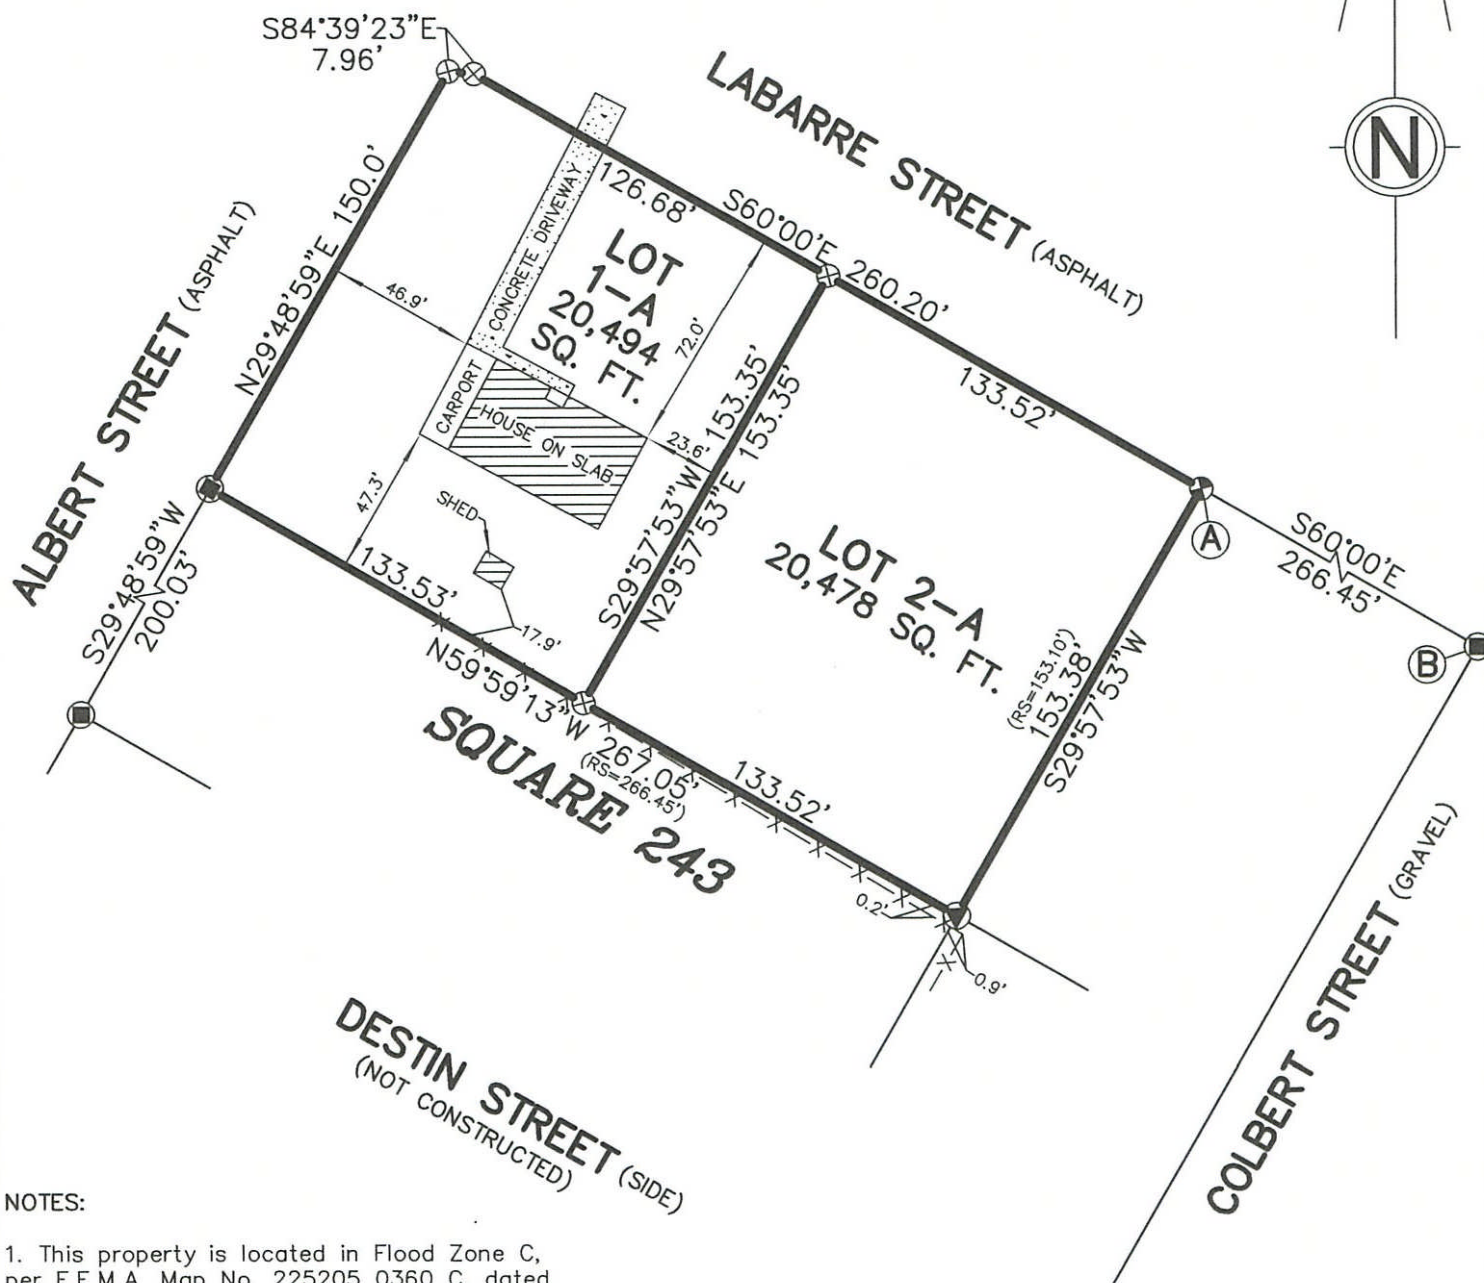 S84°39'23"E
7.96'
LABARRE STREET (ASPHALT)
N
ALBERT STREET (ASPHALT)
N29°48'59"E 150.0'
126.68'
S60°00'E 260.20'
CONCRETE DRIVEWAY
LOT
1-A
20,494
SQ. FT.
46.9'
72.0'
CARPORT
HOUSE ON SLAB
23.6'
47.3'
SHED
17.9'
S29°57'53"W 153.35'
N29°57'53"E 153.35'
133.52'
A
S60°00'E
266.45'
B
LOT 2-A
20,478 SQ. FT.
(RS=153.10')
153.38'
S29°57'53"W
S29°48'59"W
200.03'
133.53'
N59°59'13"W 267.05'
(RS=266.45')
133.52'
SQUARE 243
0.2'
0.9'
DESTIN STREET (SIDE)
(NOT CONSTRUCTED)
COLBERT STREET (GRAVEL)
NOTES:
1. This property is located in Flood Zone C,
per F.E.M.A. Map No. 225205 0360 C, dated